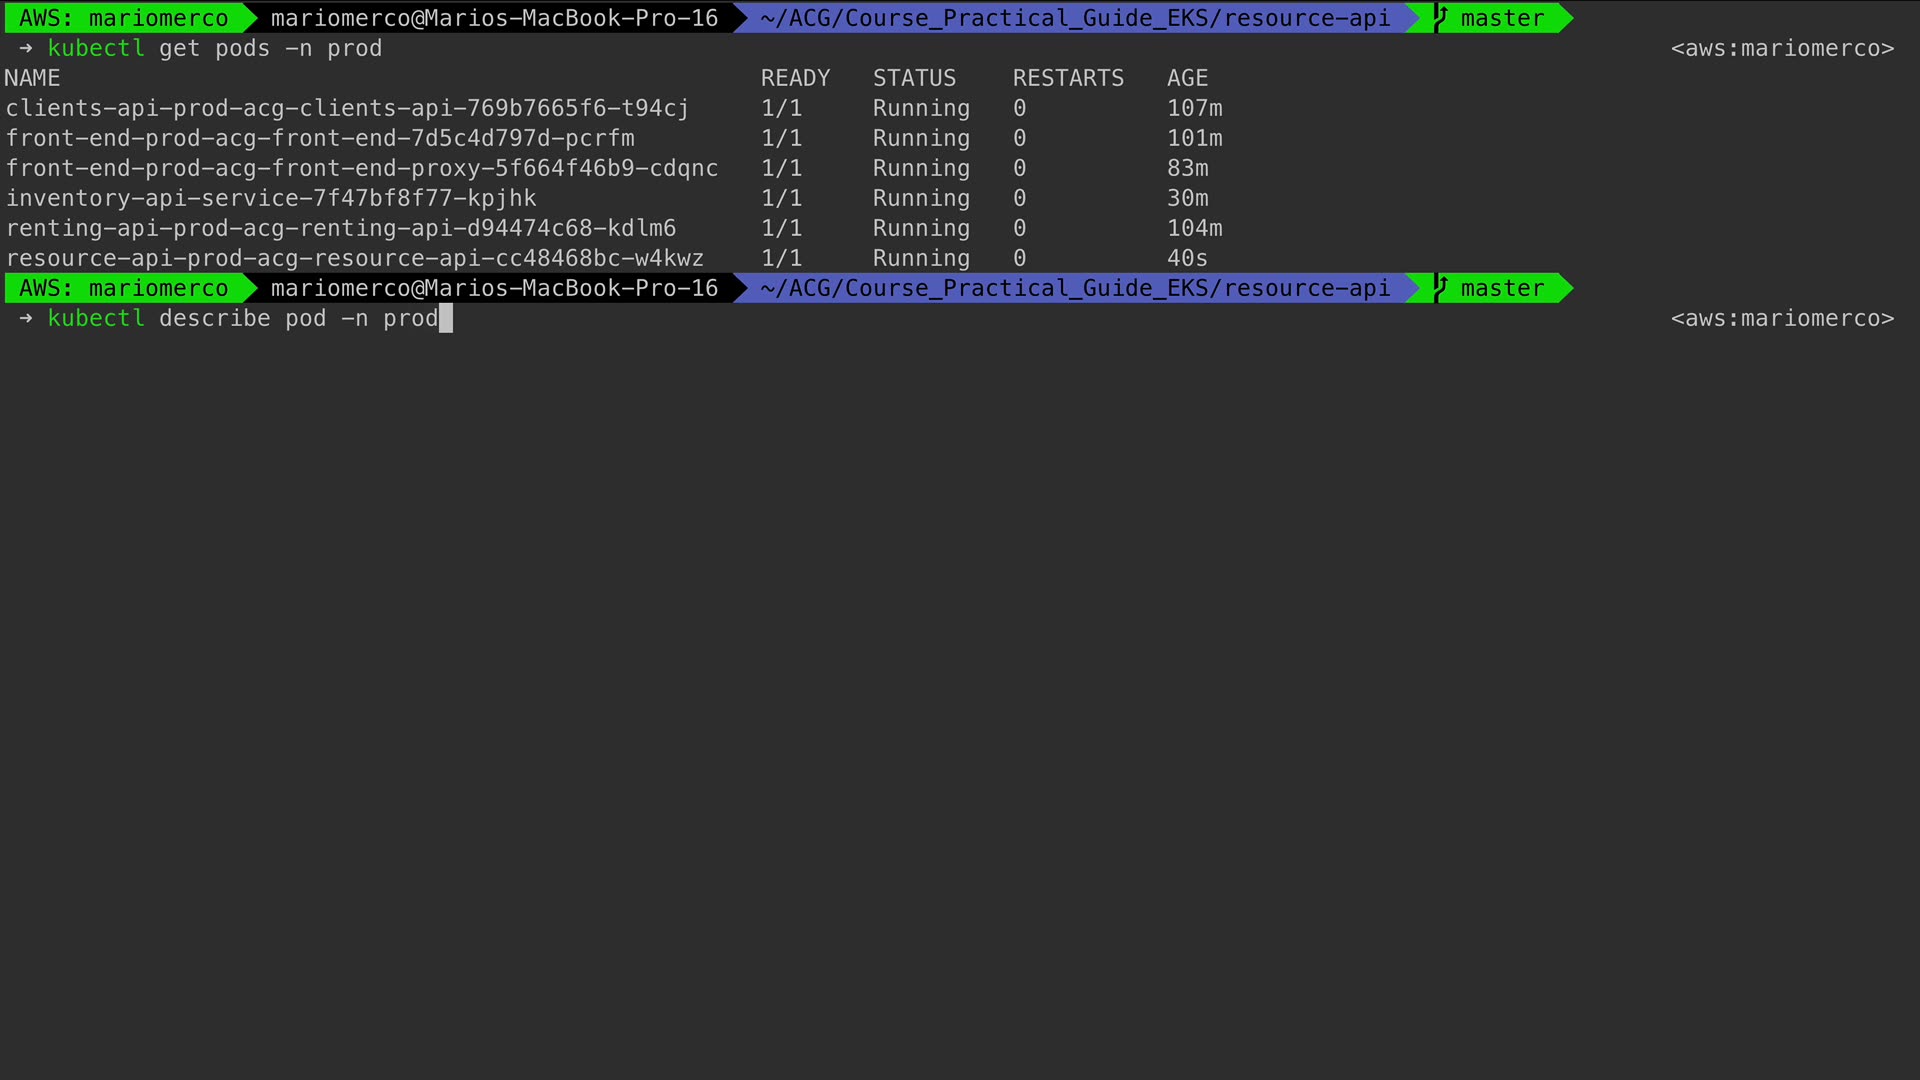 AWS: mariomerco mariomerco@Marios-MacBook-Pro-16 ~/ACG/Course_Practical_Guide_EKS/resource-api master
➜ kubectl get pods -n prod <aws:mariomerco>
NAME READY STATUS RESTARTS AGE
clients-api-prod-acg-clients-api-769b7665f6-t94cj 1/1 Running 0 107m
front-end-prod-acg-front-end-7d5c4d797d-pcrfm 1/1 Running 0 101m
front-end-prod-acg-front-end-proxy-5f664f46b9-cdqnc 1/1 Running 0 83m
inventory-api-service-7f47bf8f77-kpjhk 1/1 Running 0 30m
renting-api-prod-acg-renting-api-d94474c68-kdlm6 1/1 Running 0 104m
resource-api-prod-acg-resource-api-cc48468bc-w4kwz 1/1 Running 0 40s
AWS: mariomerco mariomerco@Marios-MacBook-Pro-16 ~/ACG/Course_Practical_Guide_EKS/resource-api master
➜ kubectl describe pod -n prod <aws:mariomerco>